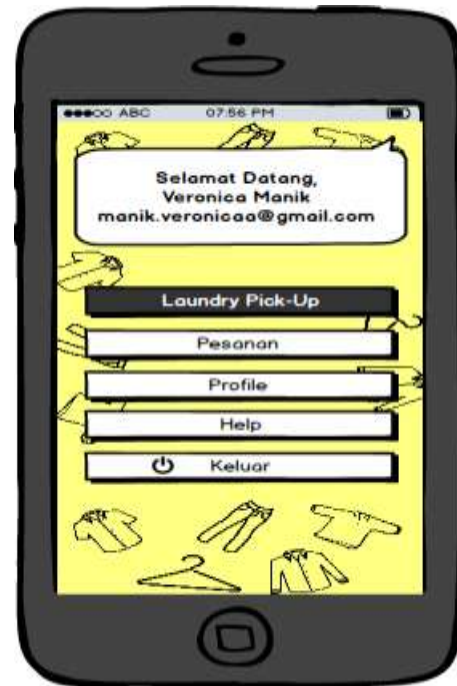 ABC 07:56 PM
Selamat Datang,
Veronica Manik
manik.veronicaa@gmail.com
Laundry Pick-Up
Pesanan
Profile
Help
Keluar